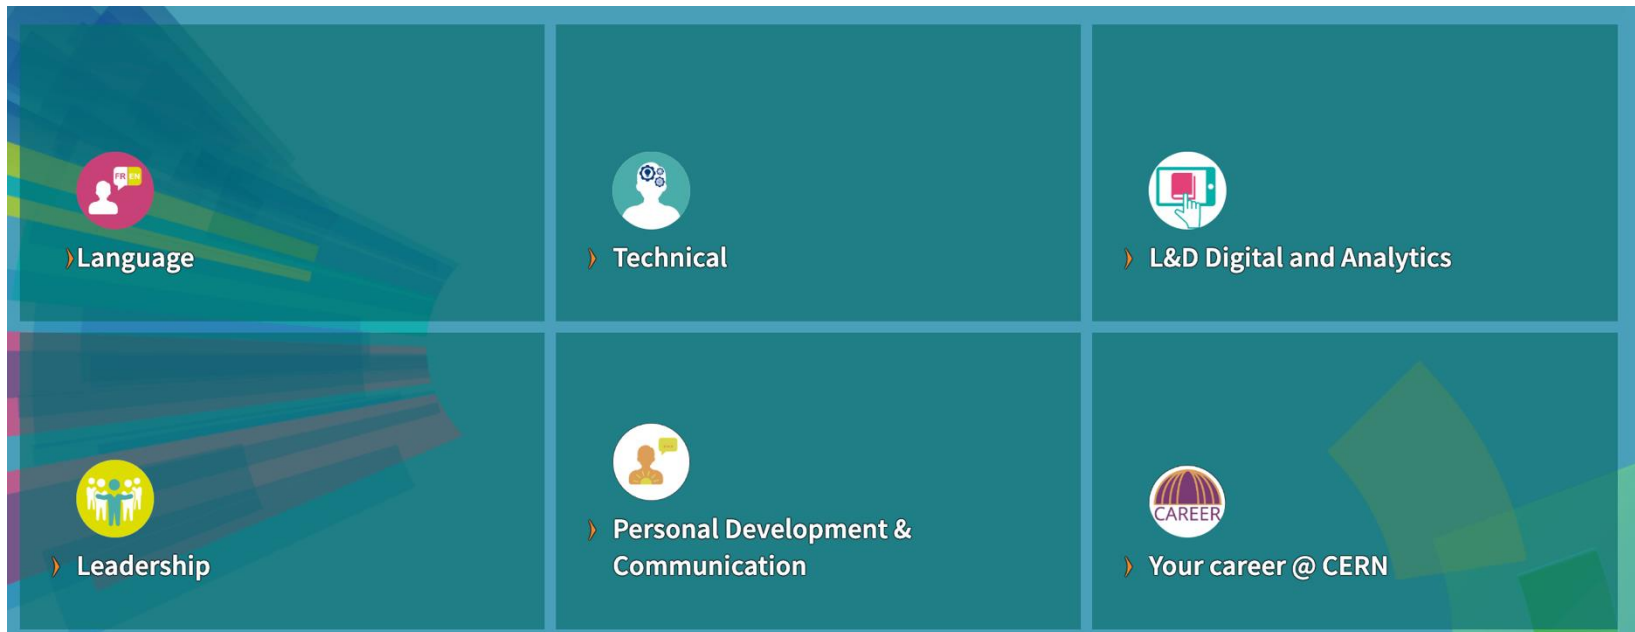 FR EN
Language
Technical
L&D Digital and Analytics
Leadership
Personal Development &
Communication
CAREER
Your career @ CERN